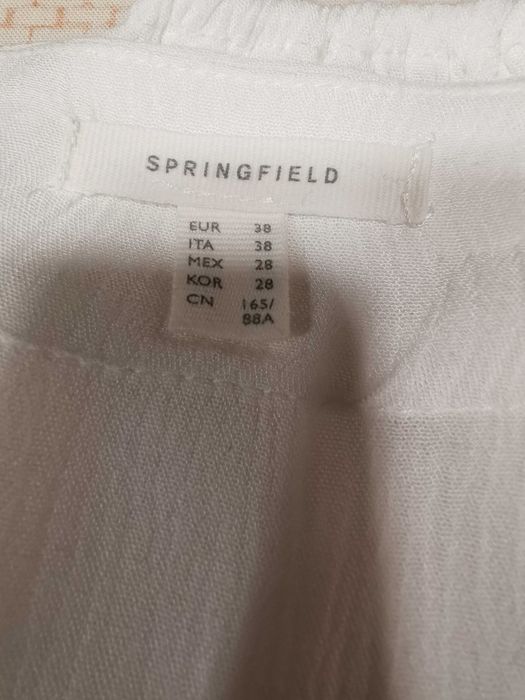 SPRINGFIELD
EUR 38
ITA 38
MEX 28
KOR 28
CN 165/
88A